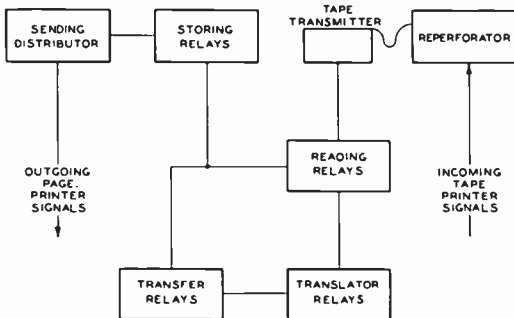 SENDING
DISTRIBUTOR
STORING
RELAYS
TAPE
TRANSMITTER
REPERFORATOR
READING
RELAYS
OUTGOING
PAGE.
PRINTER
SIGNALS
INCOMING
TAPE
PRINTER
SIGNALS
TRANSFER
RELAYS
TRANSLATOR
RELAYS